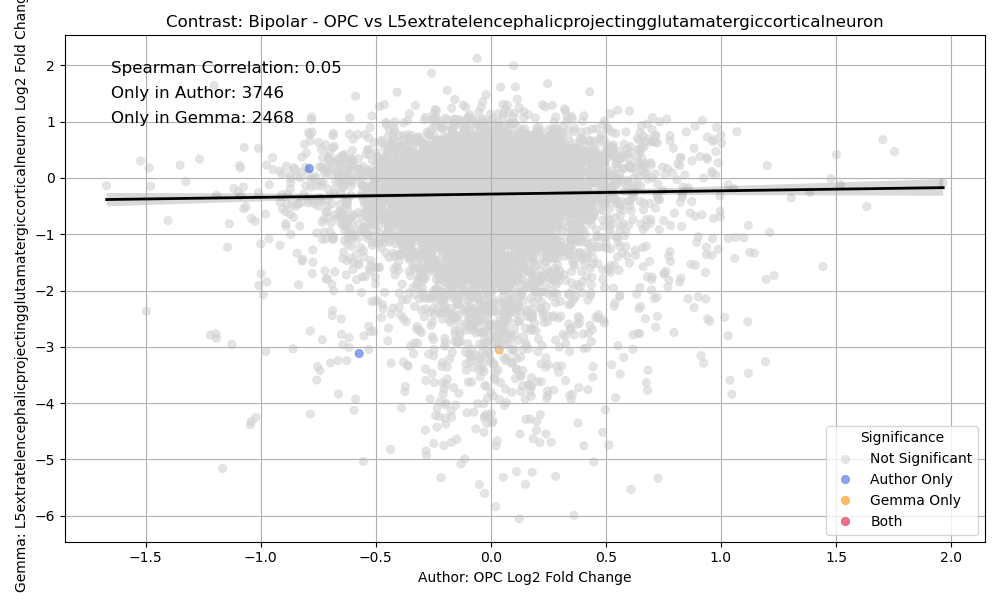 Contrast: Bipolar - OPC vs L5extratelencephalicprojectingglutamatergiccorticalneuron
Gemma: L5extratelencephalicprojectingglutamatergiccorticalneuron Log2 Fold Chang
Spearman Correlation: 0.05
Only in Author: 3746
Only in Gemma: 2468
2
1
0
−1
−2
−3
−4
−5
−6
Significance
Not Significant
Author Only
Gemma Only
Both
−1.5 −1.0 −0.5 0.0 0.5 1.0 1.5 2.0
Author: OPC Log2 Fold Change